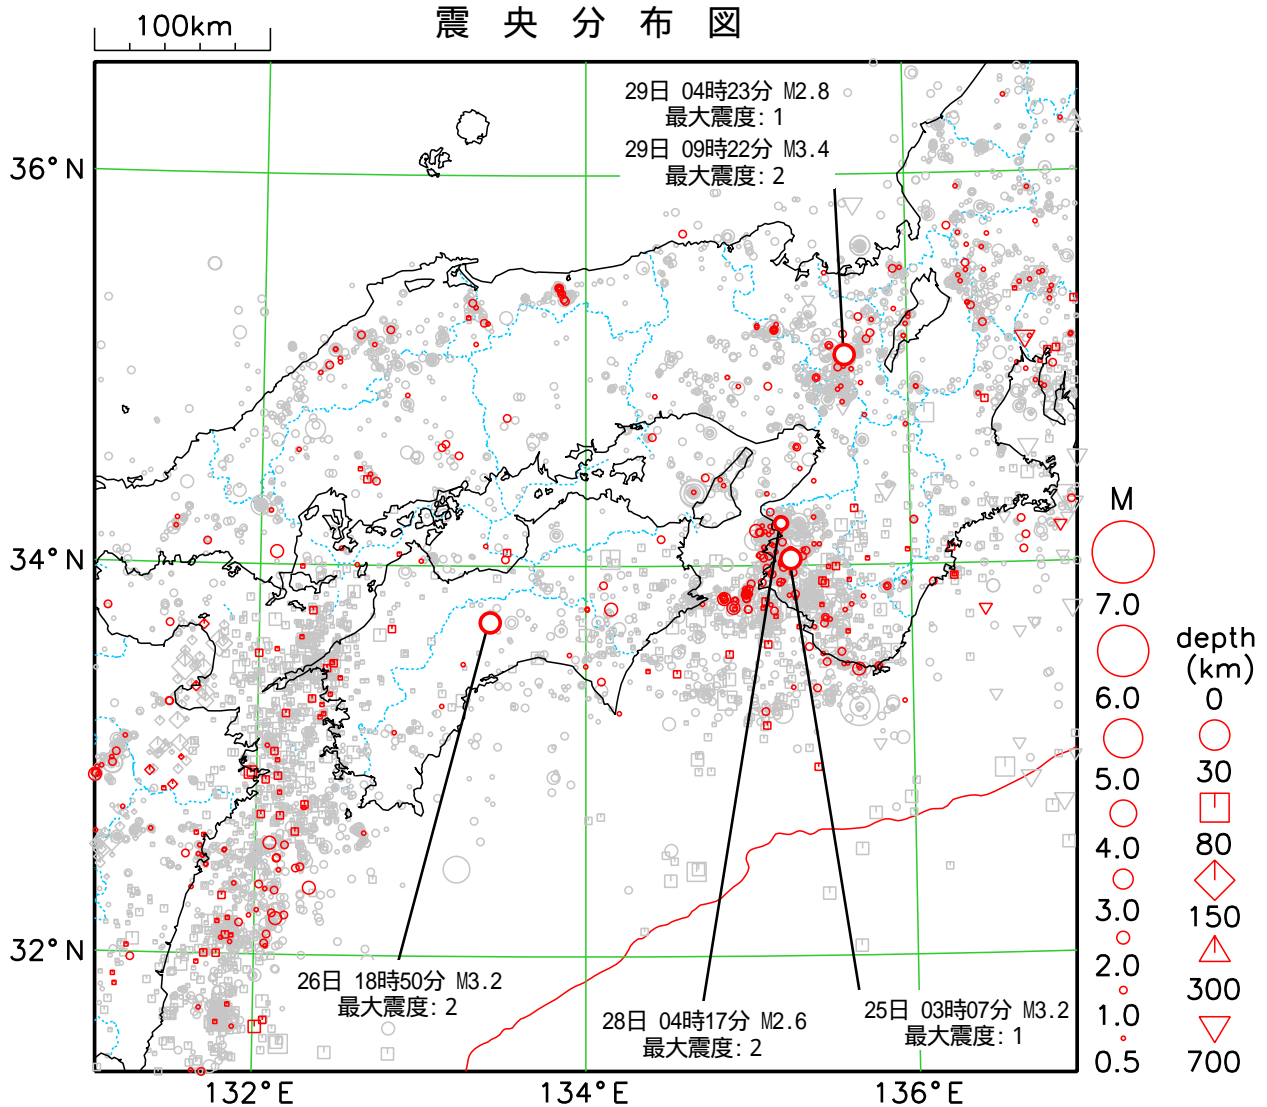 震央分布図
100km
29日 04時23分 M2.8
最大震度: 1
29日 09時22分 M3.4
最大震度: 2
36°N
34°N
32°N
26日 18時50分 M3.2
最大震度: 2
28日 04時17分 M2.6
最大震度: 2
25日 03時07分 M3.2
最大震度: 1
132°E
134°E
136°E
M
7.0
6.0
5.0
4.0
3.0
2.0
1.0
0.5
depth
(km)
0
30
80
150
300
700